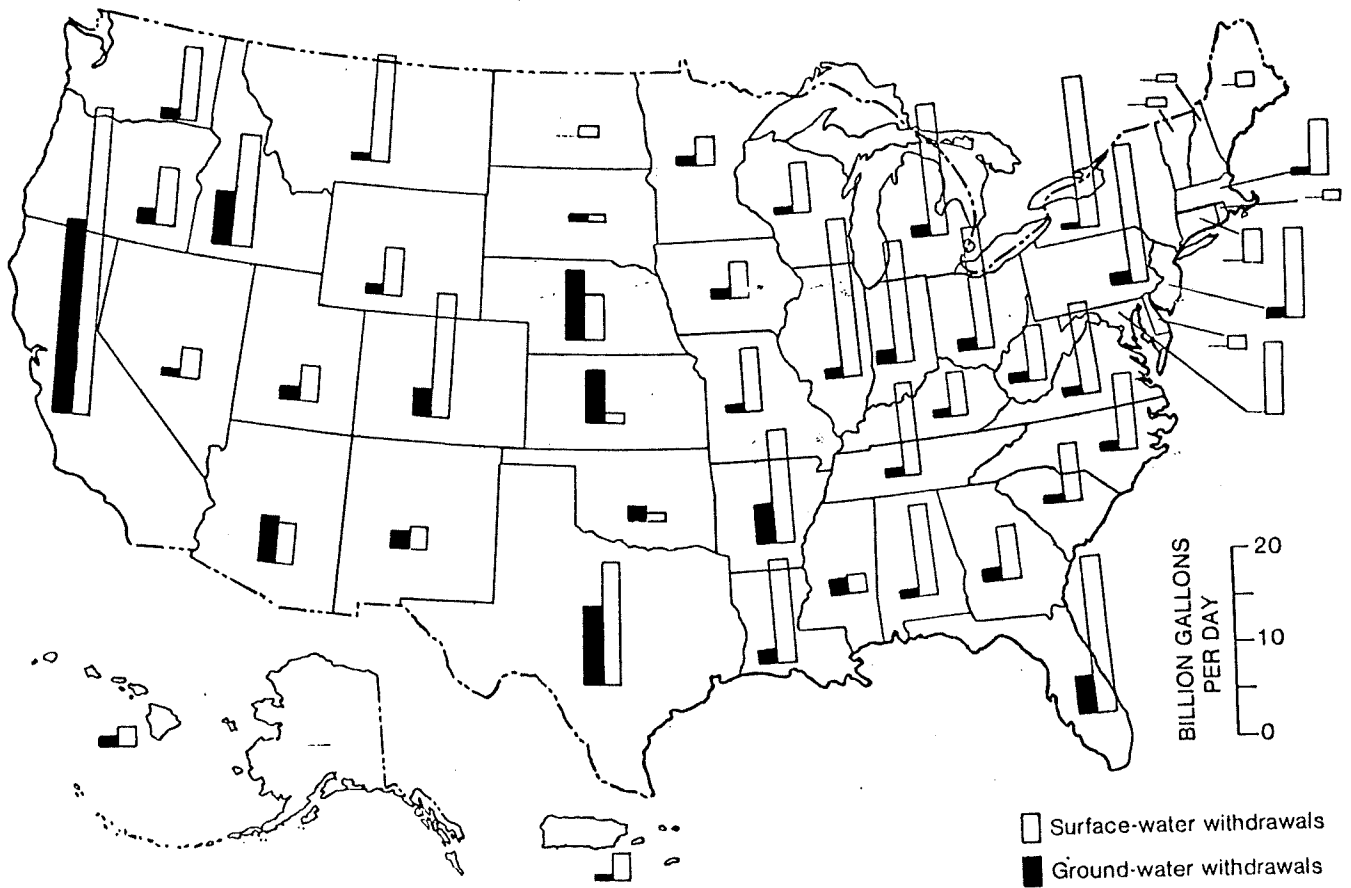 BILLION GALLONS
PER DAY
20
10
0
Surface-water withdrawals
Ground-water withdrawals